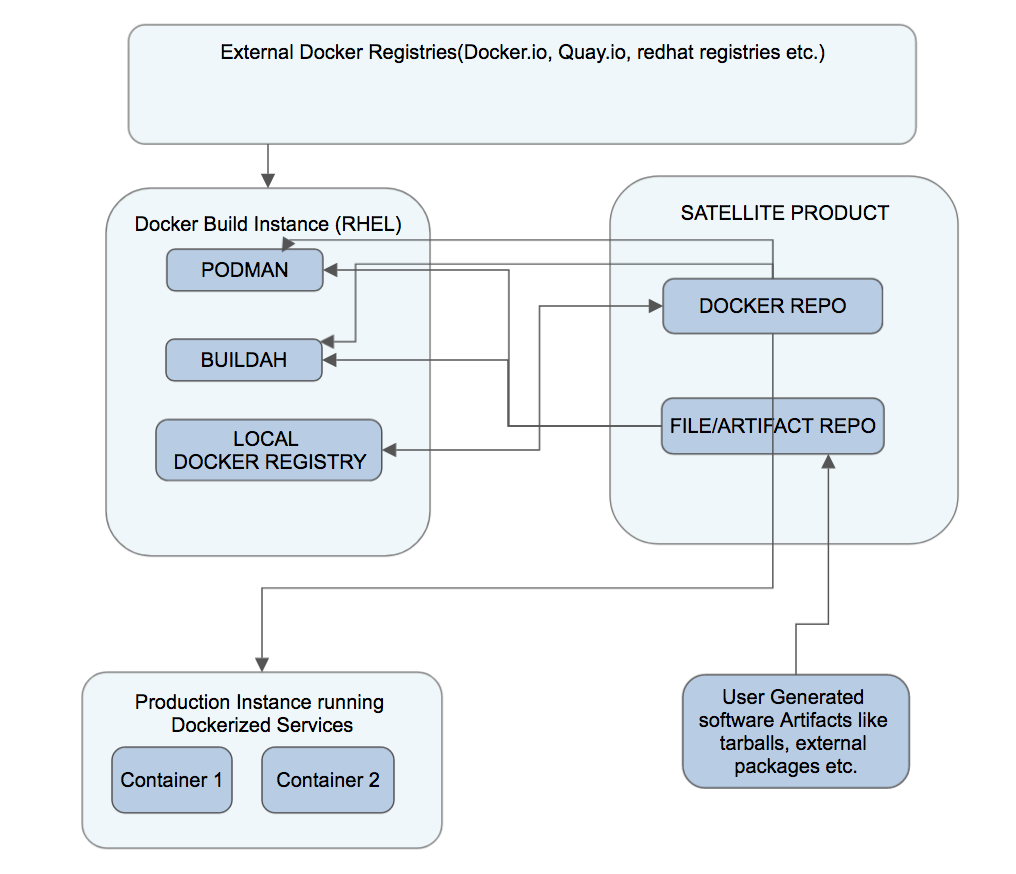 External Docker Registries(Docker.io, Quay.io, redhat registries etc.)
Docker Build Instance (RHEL)
PODMAN
BUILDAH
LOCAL
DOCKER REGISTRY
SATELLITE PRODUCT
DOCKER REPO
FILE/ARTIFACT REPO
Production Instance running
Dockerized Services
Container 1
Container 2
User Generated
software Artifacts like
tarballs, external
packages etc.